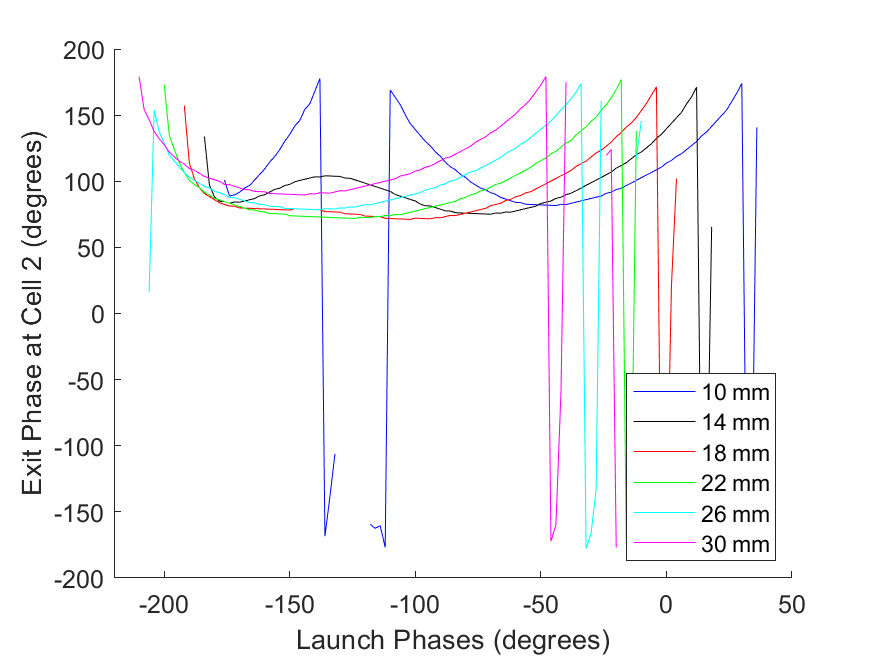 200
150
100
50
0
-50
-100
-150
-200
Exit Phase at Cell 2 (degrees)
10 mm
14 mm
18 mm
22 mm
26 mm
30 mm
-200 -150 -100 -50 0 50
Launch Phases (degrees)